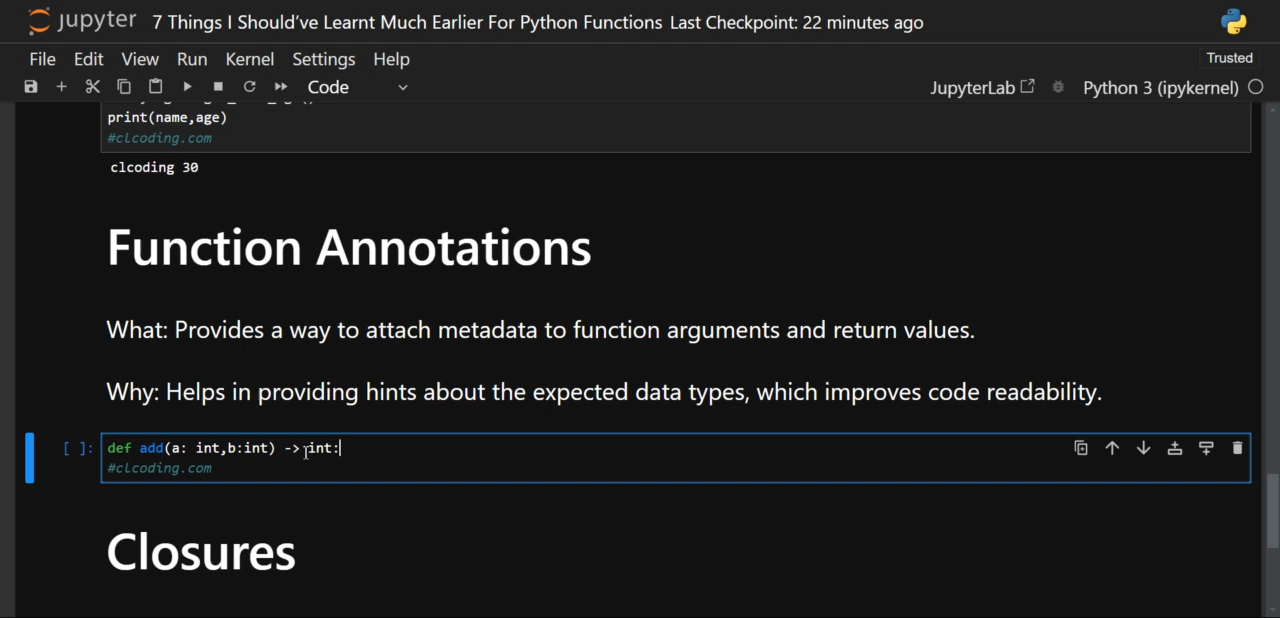 jupyter 7 Things I Should've Learnt Much Earlier For Python Functions Last Checkpoint: 22 minutes ago
File Edit View Run Kernel Settings Help Trusted
Code JupyterLab Python 3 (ipykernel)
print(name,age)
#clcoding.com
clcoding 30
Function Annotations
What: Provides a way to attach metadata to function arguments and return values.
Why: Helps in providing hints about the expected data types, which improves code readability.
[ ]: def add(a: int,b:int) -> int:
#clcoding.com
Closures